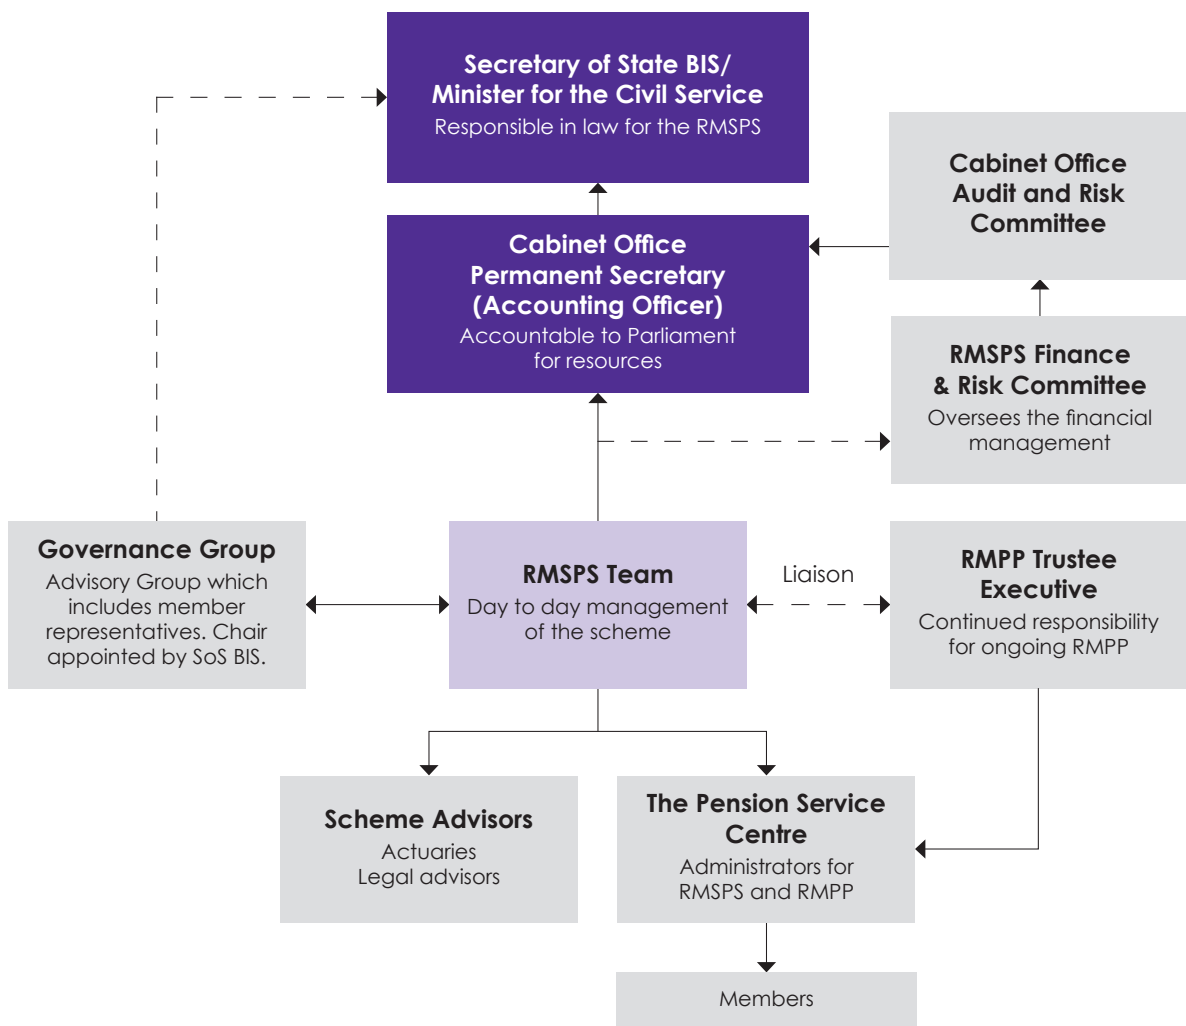 Secretary of State BIS/
Minister for the Civil Service
Responsible in law for the RMSPS
Cabinet Office
Audit and Risk
Committee
Cabinet Office
Permanent Secretary
(Accounting Officer)
Accountable to Parliament
for resources
RMSPS Finance
& Risk Committee
Oversees the financial
management
Governance Group
Advisory Group which
includes member
representatives. Chair
appointed by SoS BIS.
RMSPS Team
Day to day management
of the scheme
Liaison
RMPP Trustee
Executive
Continued responsibility
for ongoing RMPP
Scheme Advisors
Actuaries
Legal advisors
The Pension Service
Centre
Administrators for
RMSPS and RMPP
Members